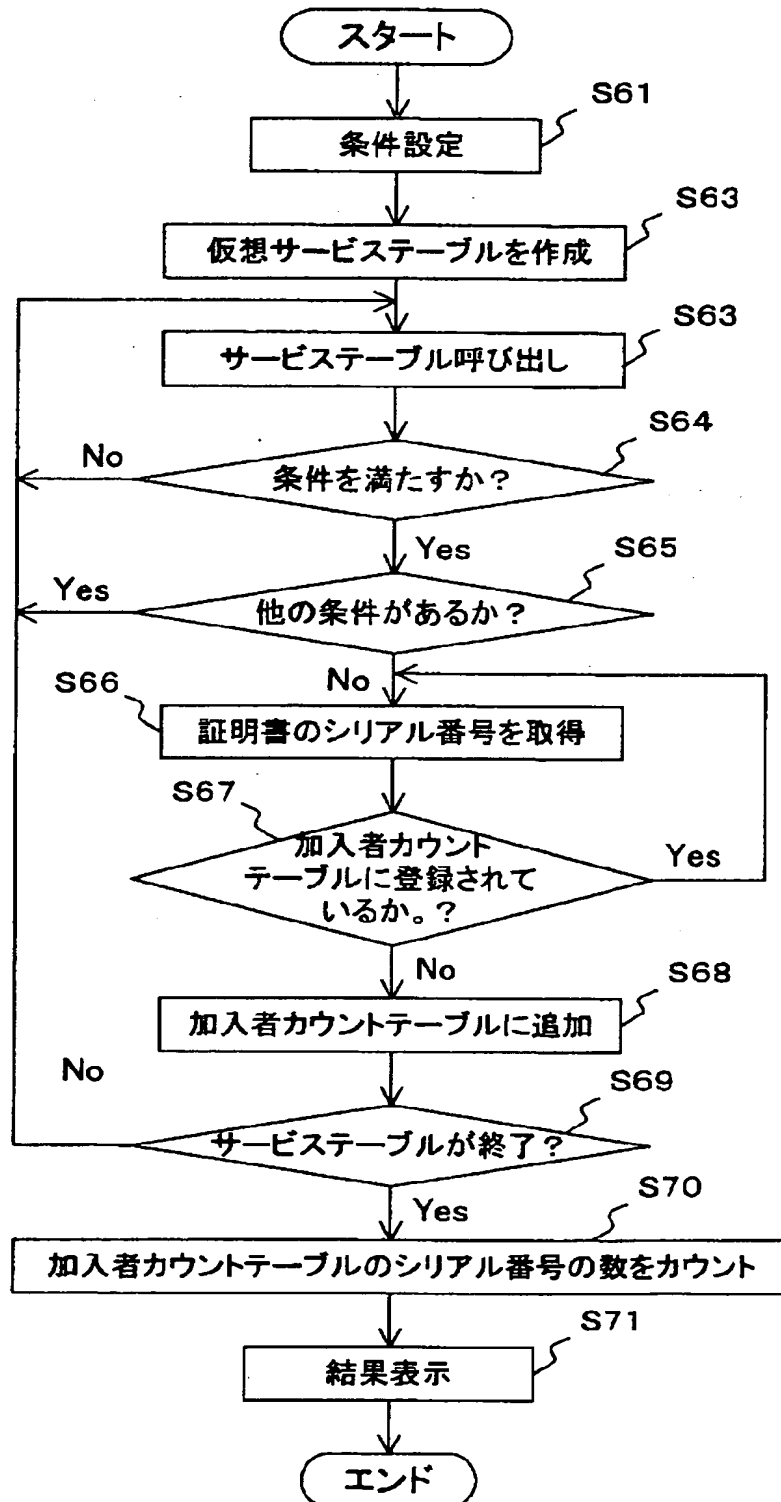 スタート
S61
条件設定
S63
仮想サービステーブルを作成
S63
サービステーブル呼び出し
S64
No
条件を満たすか？
Yes
S65
Yes
他の条件があるか？
No
S66
証明書のシリアル番号を取得
S67
加入者カウント
テーブルに登録されて
いるか。？
Yes
No
S68
加入者カウントテーブルに追加
No
S69
サービステーブルが終了？
Yes
S70
加入者カウントテーブルのシリアル番号の数をカウント
S71
結果表示
エンド